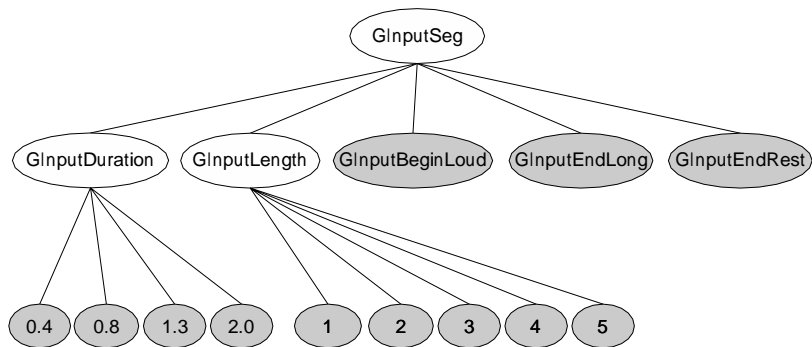 GInputSeg
GInputDuration GInputLength GInputBeginLoud GInputEndLong GInputEndRest
0.4 0.8 1.3 2.0 1 2 3 4 5